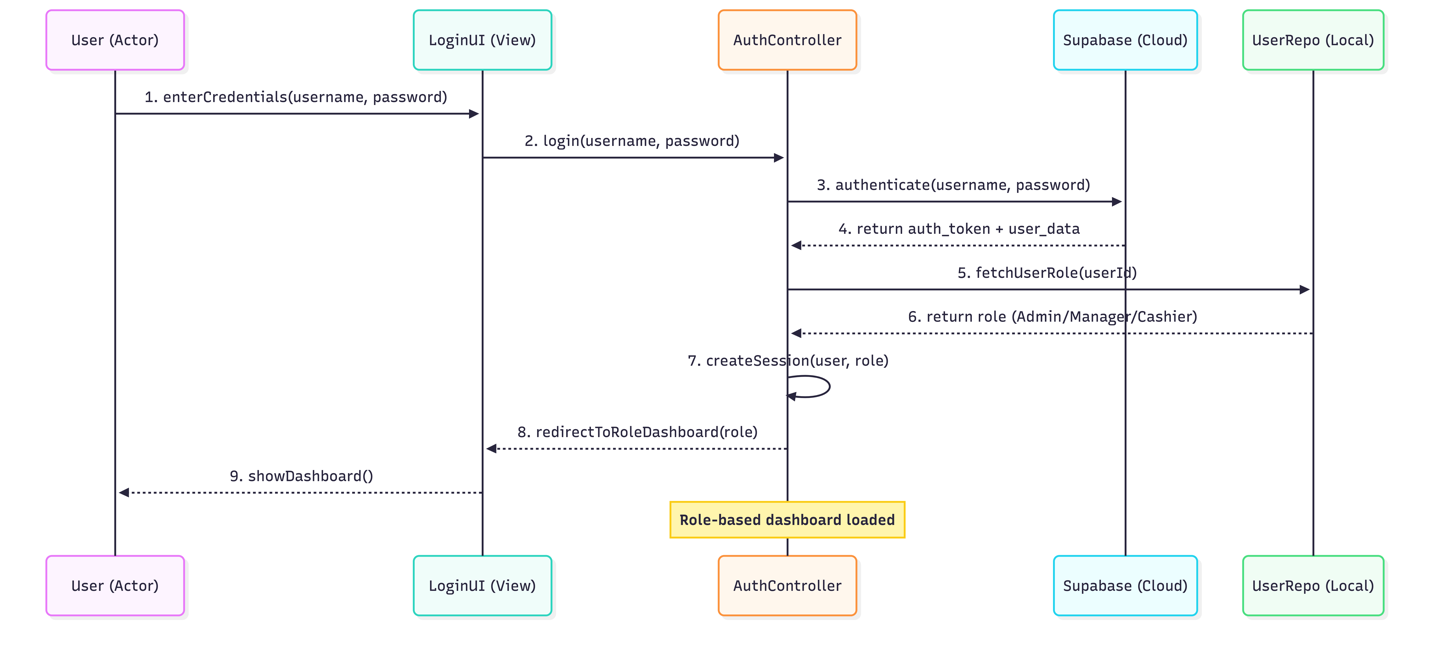 User (Actor)
LoginUI (View)
AuthController
Supabase (Cloud)
UserRepo (Local)
1. enterCredentials(username, password)
2. login(username, password)
3. authenticate(username, password)
4. return auth_token + user_data
5. fetchUserRole(userId)
6. return role (Admin/Manager/Cashier)
7. createSession(user, role)
8. redirectToRoleDashboard(role)
9. showDashboard()
Role-based dashboard loaded
User (Actor)
LoginUI (View)
AuthController
Supabase (Cloud)
UserRepo (Local)